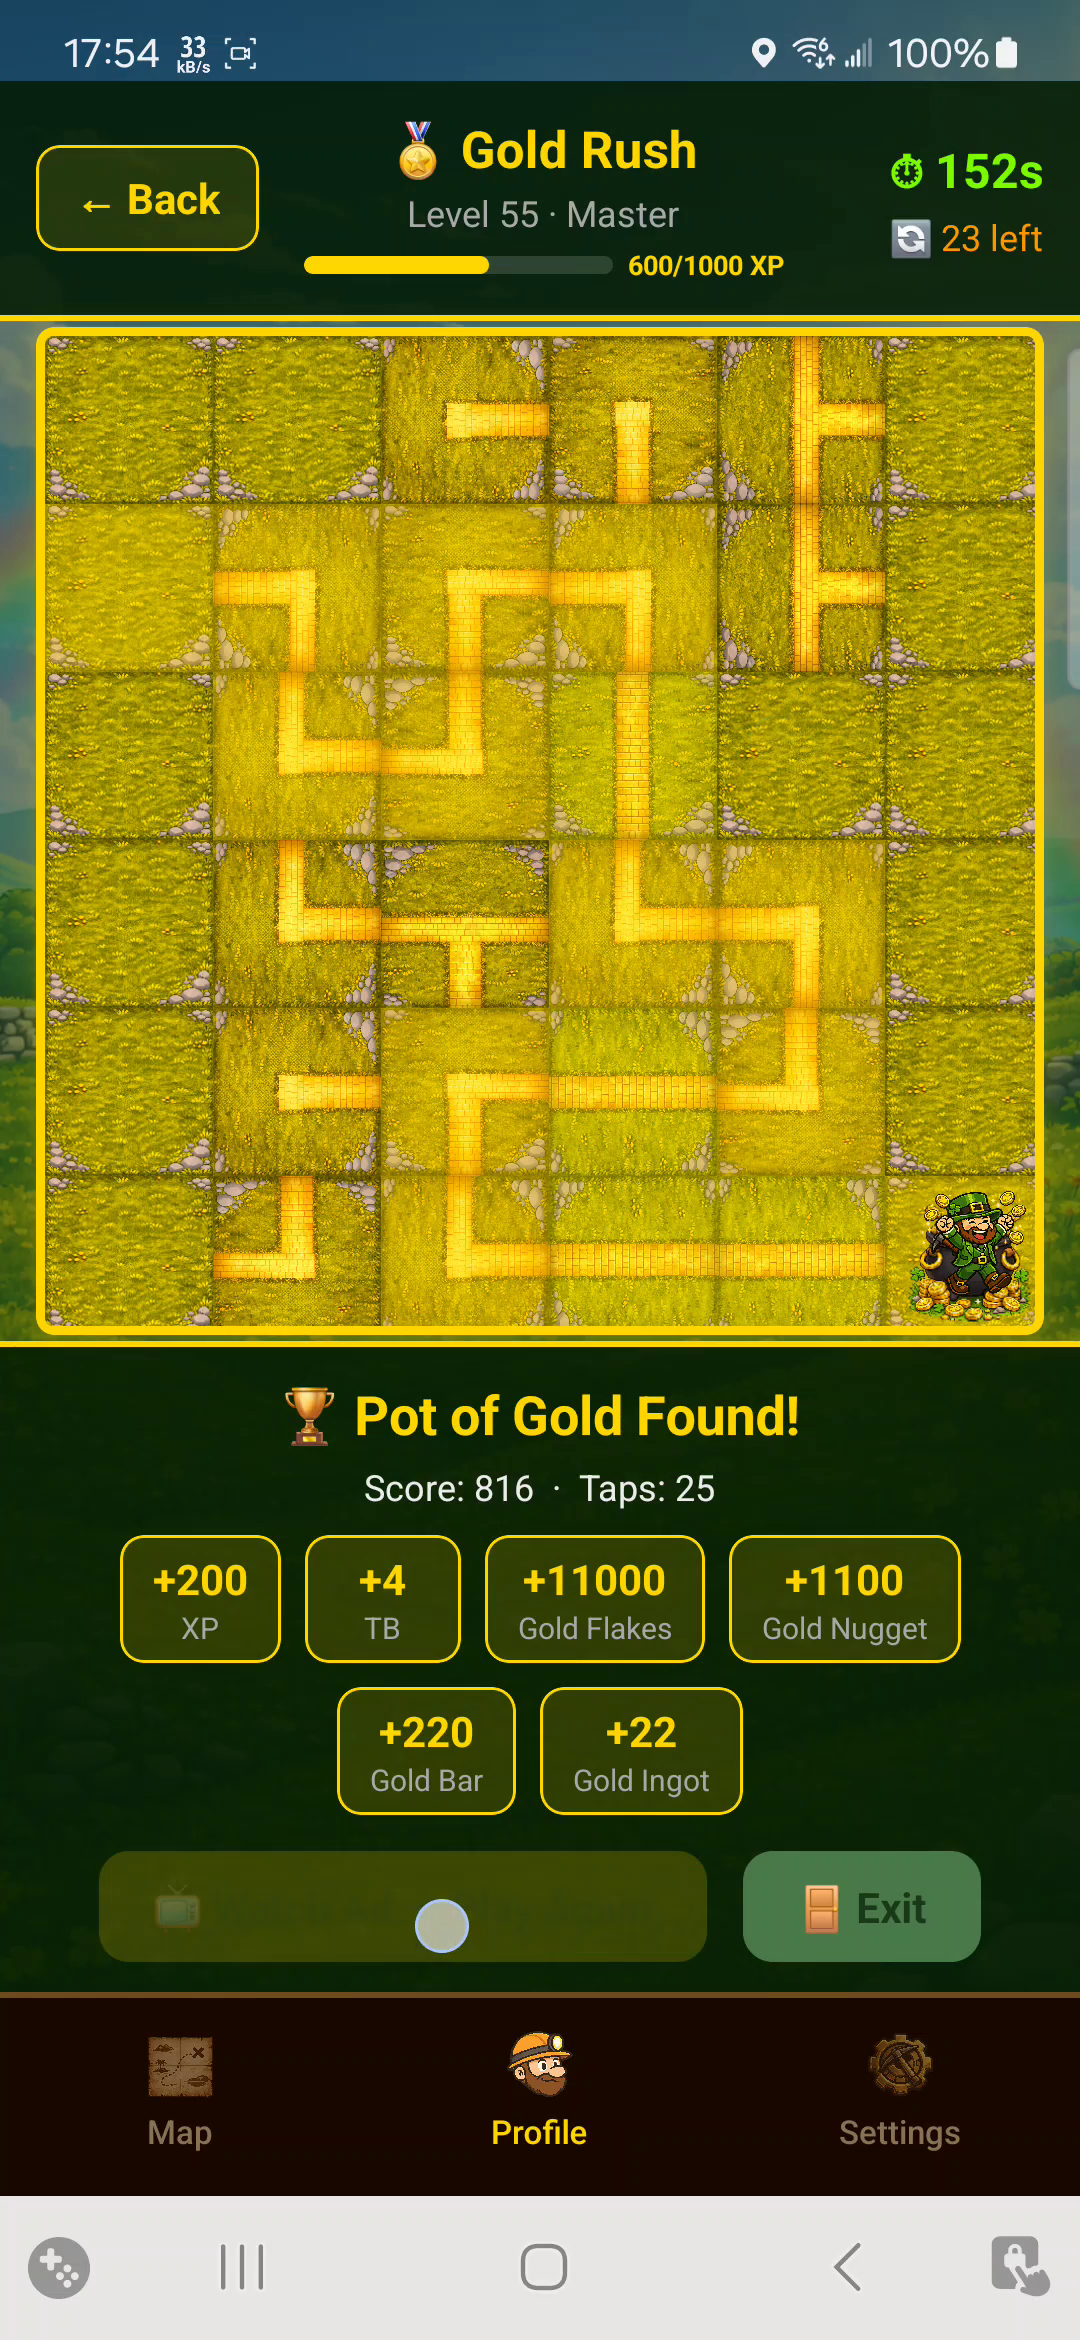 17:54 33 kB/s 6 100%
← Back
Gold Rush
Level 55 · Master
600/1000 XP
152s
23 left
Pot of Gold Found!
Score: 816 · Taps: 25
+200
XP
+4
TB
+11000
Gold Flakes
+1100
Gold Nugget
+220
Gold Bar
+22
Gold Ingot
Exit
Map
Profile
Settings